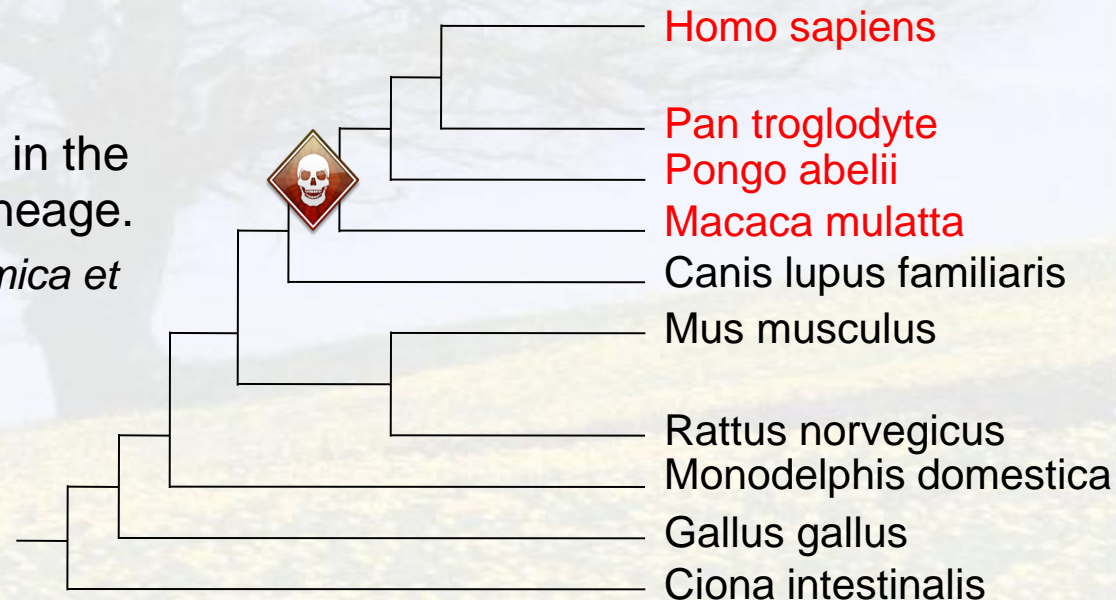 in the
neage.
mica et
Homo sapiens
Pan troglodyte
Pongo abelii
Macaca mulatta
Canis lupus familiaris
Mus musculus
Rattus norvegicus
Monodelphis domestica
Gallus gallus
Ciona intestinalis